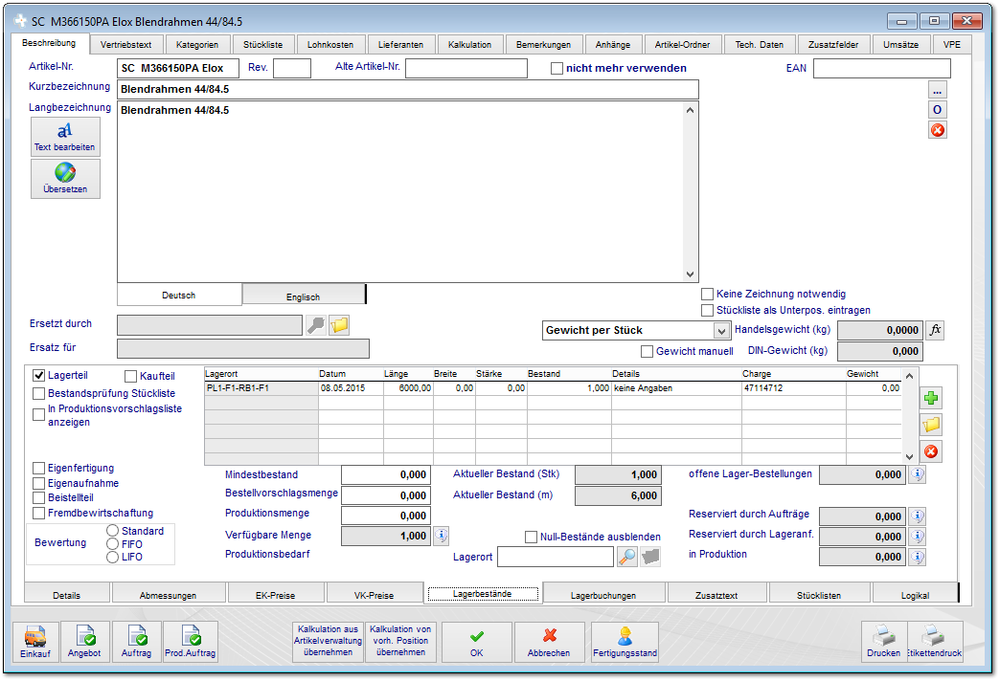 SC M366150PA Elox Blendrahmen 44/84.5
Beschreibung Vertriebstext Kategorien Stückliste Lohnkosten Lieferanten Kalkulation Bemerkungen Anhänge Artikel-Ordner Tech. Daten Zusatzfelder Umsätze VPE
Artikel-Nr. SC M366150PA Elox Rev. Alte Artikel-Nr. nicht mehr verwenden EAN
Kurzbezeichnung Blendrahmen 44/84.5 ...
Langbezeichnung Blendrahmen 44/84.5 O
Text bearbeiten
Übersetzen
Deutsch Englisch
Keine Zeichnung notwendig
Stückliste als Unterpos. eintragen
Ersetzt durch
Gewicht per Stück Handelsgewicht (kg) 0,0000 fx
Ersatz für Gewicht manuell DIN-Gewicht (kg) 0,000
Lagerteil Kaufteil
Bestandsprüfung Stückliste
In Produktionsvorschlagsliste
anzeigen
Lagerort Datum Länge Breite Stärke Bestand Details Charge Gewicht
PL1-F1-RB1-F1 08.05.2015 6000,00 0,00 0,00 1,000 keine Angaben 47114712 0,00
Eigenfertigung
Eigenaufnahme
Beistellteil
Fremdbewirtschaftung
Bewertung
Standard
FIFO
LIFO
Mindestbestand 0,000
Bestellvorschlagsmenge 0,000
Produktionsmenge 0,000
Verfügbare Menge 1,000
Produktionsbedarf
Aktueller Bestand (Stk) 1,000
Aktueller Bestand (m) 6,000
Null-Bestände ausblenden
Lagerort
offene Lager-Bestellungen 0,000
Reserviert durch Aufträge 0,000
Reserviert durch Lageranf. 0,000
in Produktion 0,000
Details Abmessungen EK-Preise VK-Preise Lagerbestände Lagerbuchungen Zusatztext Stücklisten Logikal
Einkauf
Angebot
Auftrag
Prod.Auftrag
Kalkulation aus
Artikelverwaltung
übernehmen
Kalkulation von
vorh. Position
übernehmen
OK
Abbrechen
Fertigungsstand
Drucken
Etikettendruck